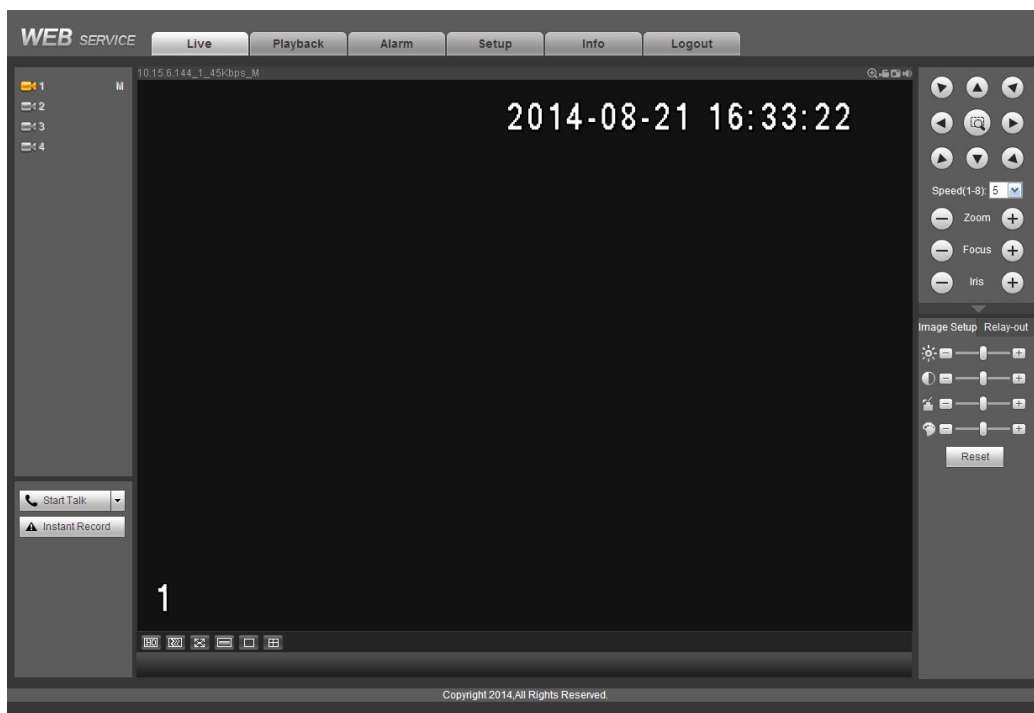 WEB SERVICE
Live
Playback
Alarm
Setup
Info
Logout
10.15.6.144_1_45Kbps_M
1 M
2
3
4
2014-08-21 16:33:22
Speed(1-8): 5
Zoom
Focus
Iris
Image Setup Relay-out
Reset
Start Talk
Instant Record
1
Copyright 2014,All Rights Reserved.